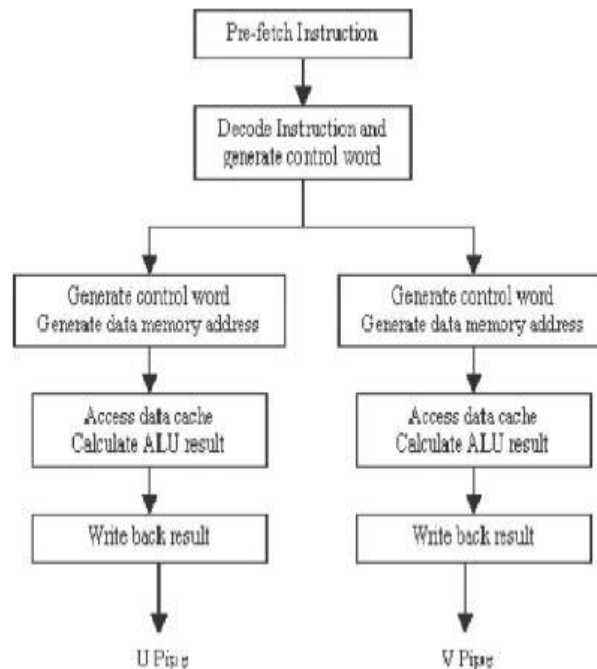 Pre-fetch Instruction
Decode Instruction and
generate control word
Generate control word
Generate data memory address
Generate control word
Generate data memory address
Access data cache
Calculate ALU result
Access data cache
Calculate ALU result
Write back result
Write back result
U Pipe
V Pipe